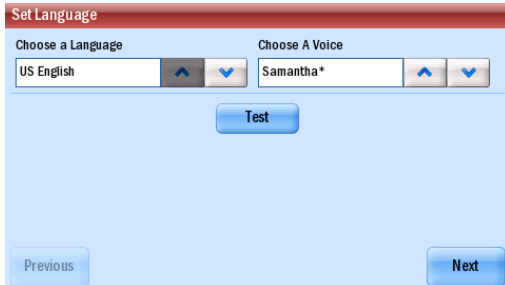 Set Language
Choose a Language Choose A Voice
US English Samantha*
Test
Previous Next